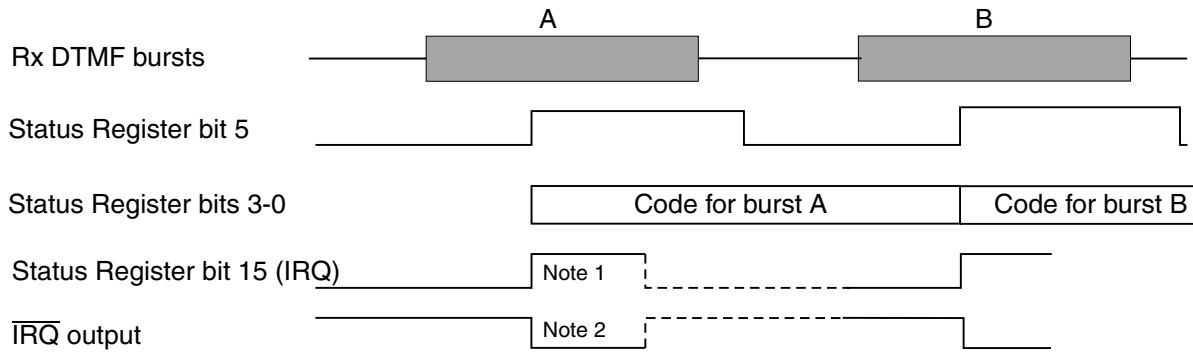 A B
Rx DTMF bursts
Status Register bit 5
Status Register bits 3-0 Code for burst A Code for burst B
Status Register bit 15 (IRQ) Note 1
IRQ output Note 2